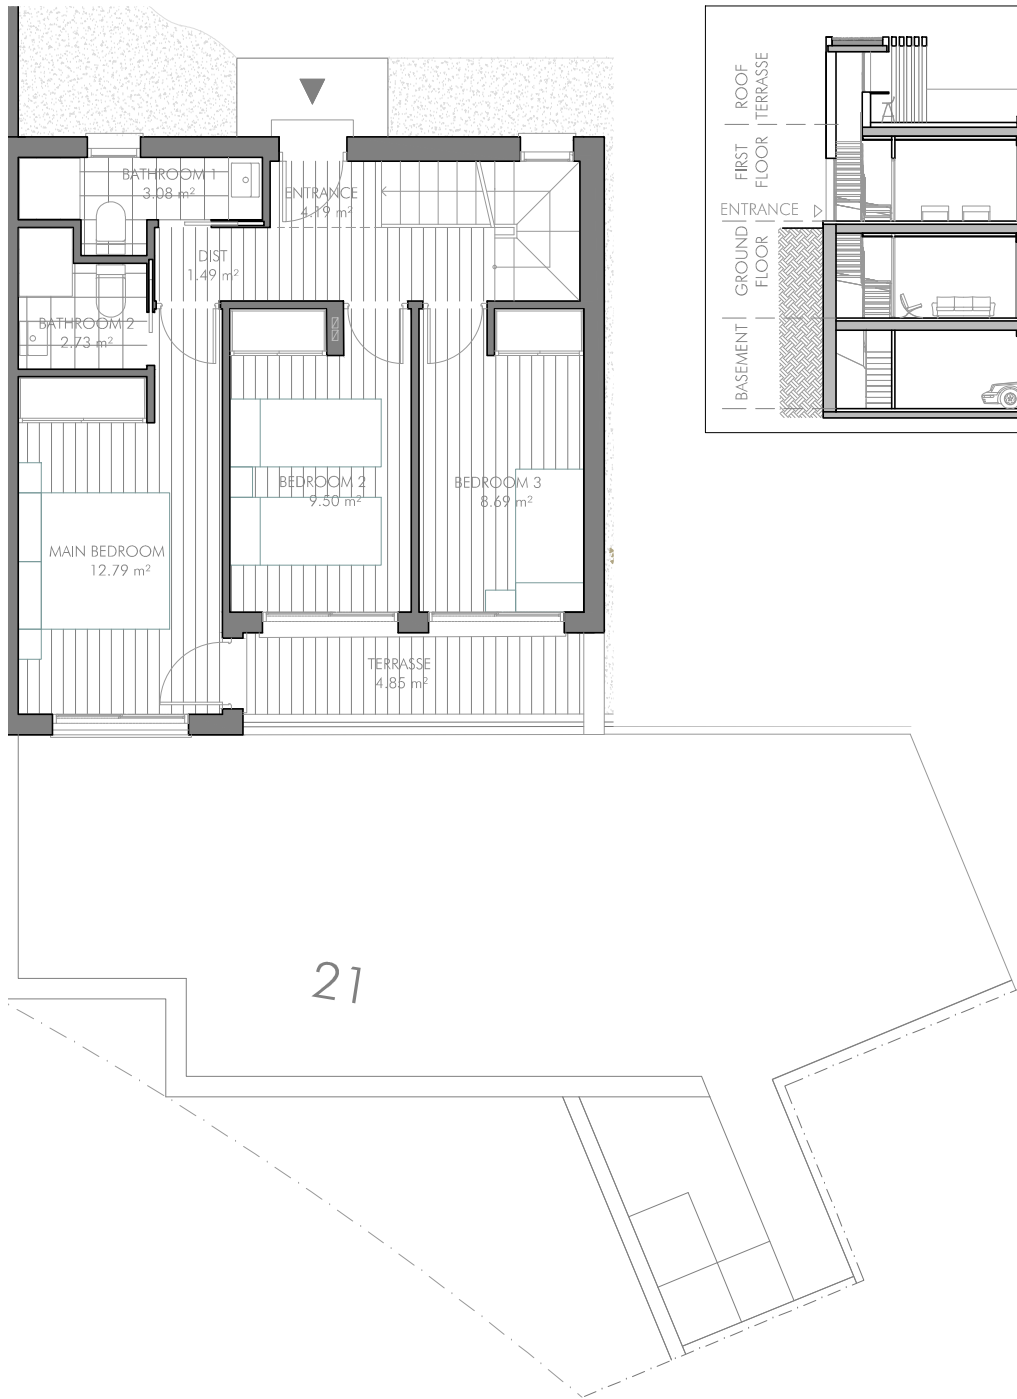 BATHROOM 1
3.08 m²
ENTRANCE
4.19 m²
DIST
1.49 m²
BATHROOM 2
2.73 m²
BEDROOM 2
9.50 m²
BEDROOM 3
8.69 m²
MAIN BEDROOM
12.79 m²
TERRASSE
4.85 m²
21
ROOF
TERRASSE
FIRST
FLOOR
ENTRANCE
GROUND
FLOOR
BASEMENT